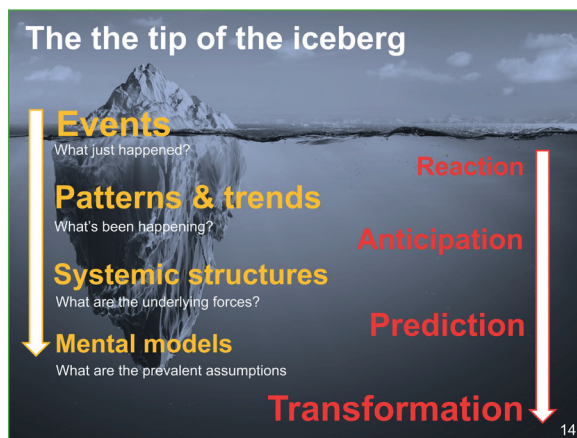 The the tip of the iceberg
Events
What just happened?
Reaction
Patterns & trends
What's been happening?
Anticipation
Systemic structures
What are the underlying forces?
Prediction
Mental models
What are the prevalent assumptions
Transformation
14